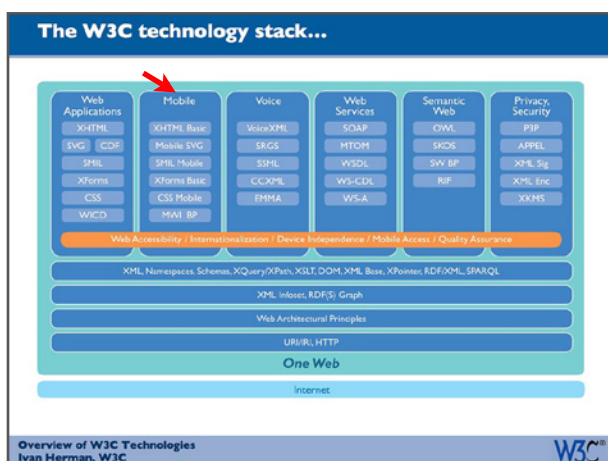 The W3C technology stack...
Web
Applications
XHTML
SVG CDF
SMIL
XForms
CSS
WICD
Mobile
XHTML Basic
Mobile SVG
SMIL Mobile
XForms Basic
CSS Mobile
MWI BP
Voice
VoiceXML
SRGS
SSML
CCXML
EMMA
Web
Services
SOAP
MTOM
WSDL
WS-CDL
WS-A
Semantic
Web
OWL
SKOS
SW BP
RIF
Privacy,
Security
P3P
APPEL
XML Sig
XML Enc
XKMS
Web Accessibility / Internationalization / Device Independence / Mobile Access / Quality Assurance
XML, Namespaces, Schemas, XQuery/XPath, XSLT, DOM, XML Base, XPointer, RDF/XML, SPARQL
XML Infoset, RDF(S) Graph
Web Architectural Principles
URI/IRI, HTTP
One Web
Internet
Overview of W3C Technologies
Ivan Herman, W3C
W3C®